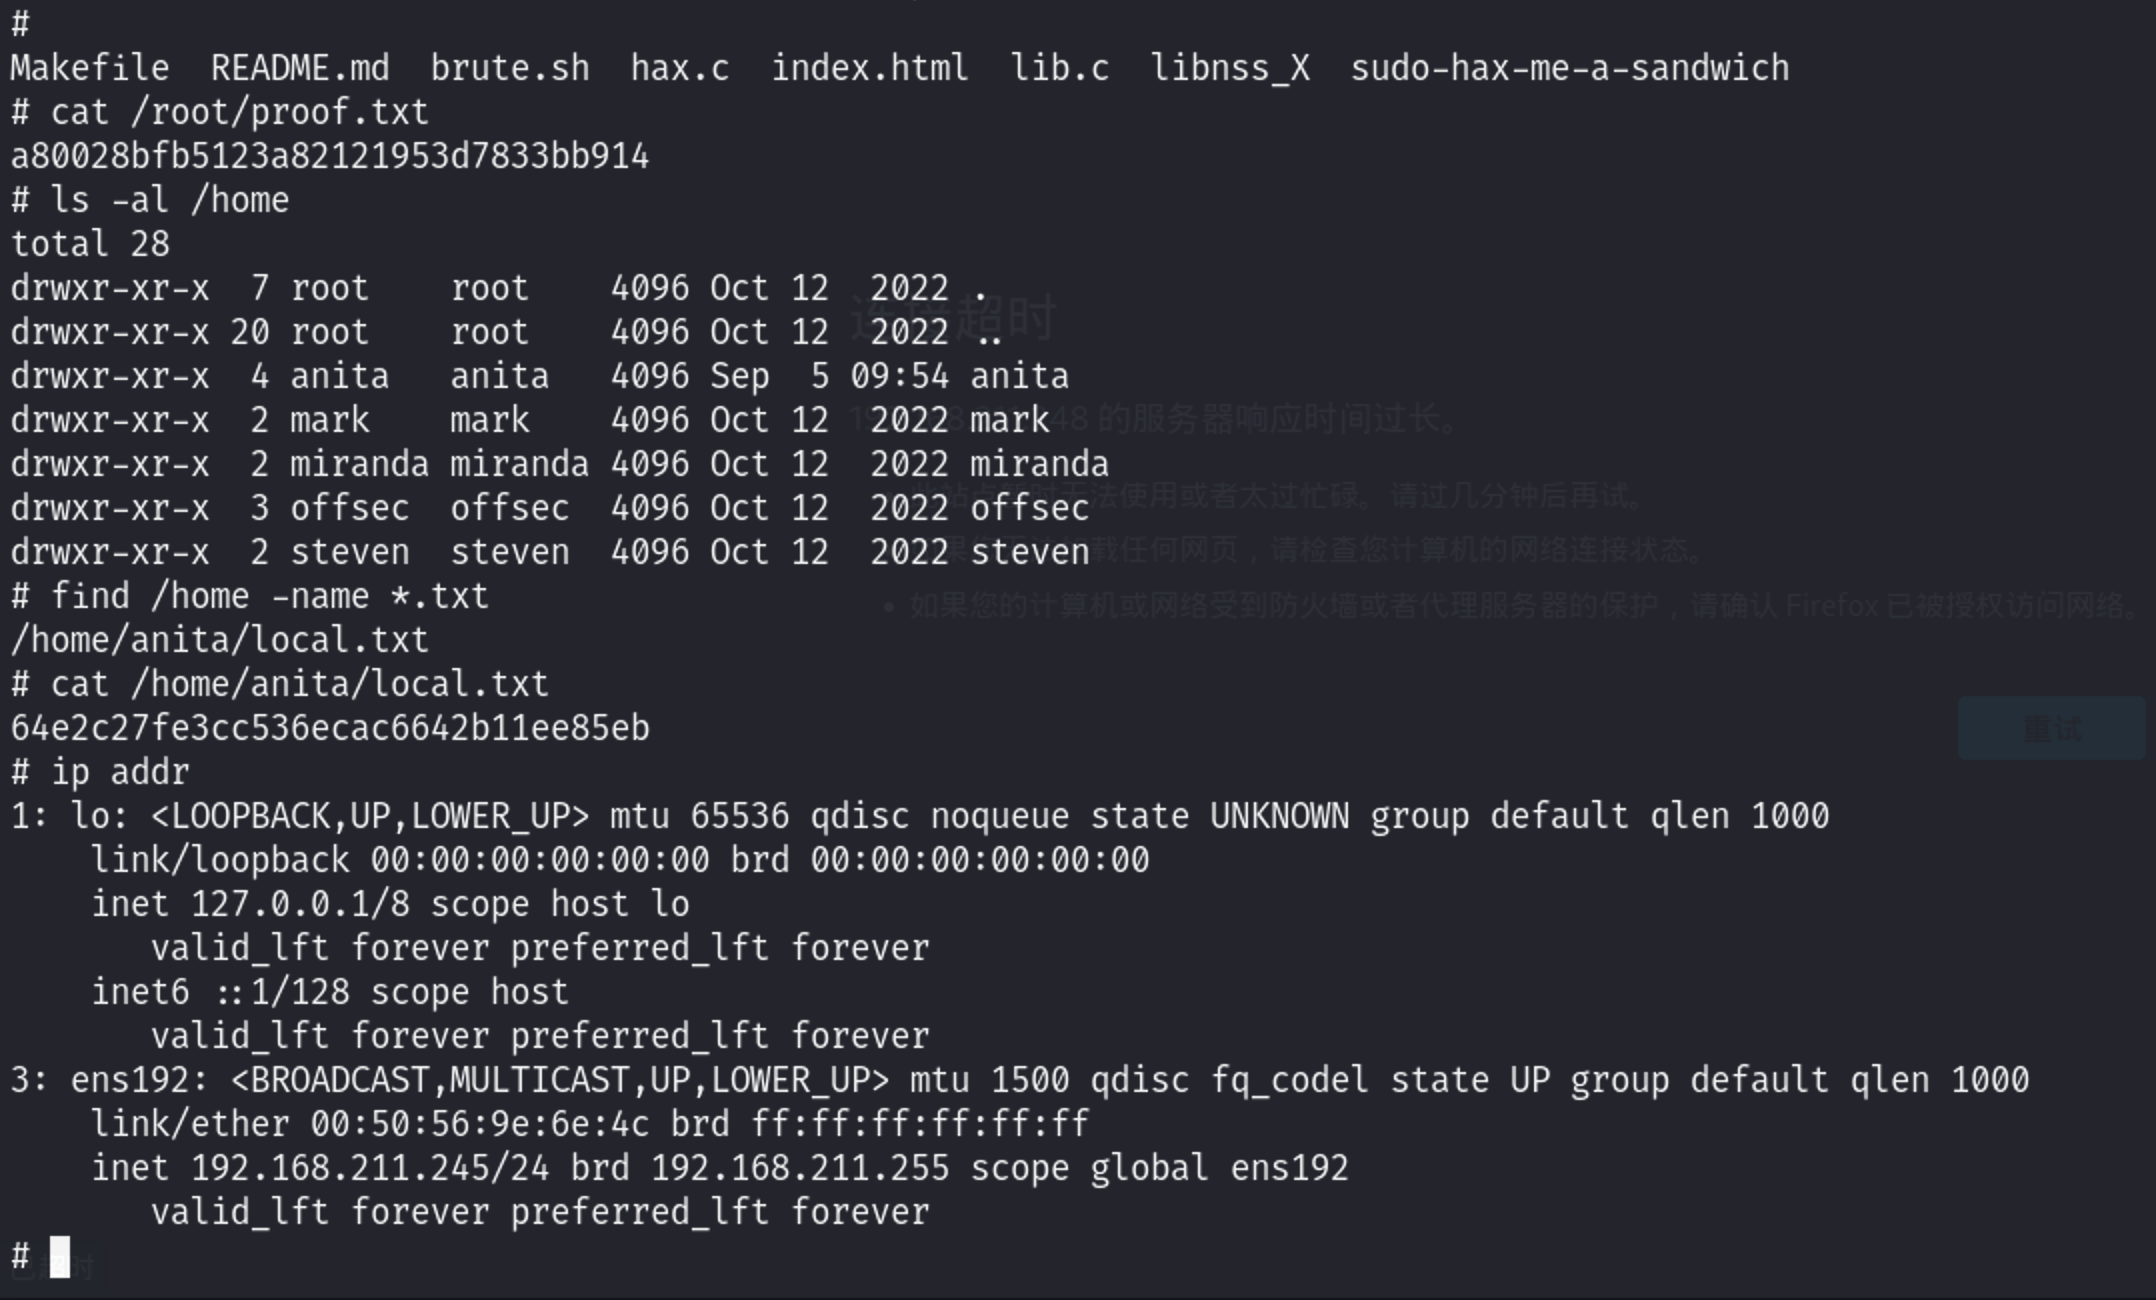 #
Makefile  README.md  brute.sh  hax.c  index.html  lib.c  libnss_X  sudo-hax-me-a-sandwich
# cat /root/proof.txt
a80028bfb5123a82121953d7833bb914
# ls -al /home
total 28
drwxr-xr-x  7 root    root    4096 Oct 12  2022 .
drwxr-xr-x 20 root    root    4096 Oct 12  2022 ..
超时
drwxr-xr-x  4 anita   anita   4096 Sep  5 09:54 anita
drwxr-xr-x  2 mark    mark    4096 Oct 12  2022 mark
48 的服务器响应时间过长。
drwxr-xr-x  2 miranda miranda 4096 Oct 12  2022 miranda
drwxr-xr-x  3 offsec  offsec  4096 Oct 12  2022 offsec
法使用或者太过忙碌。请过几分钟后再试。
drwxr-xr-x  2 steven  steven  4096 Oct 12  2022 steven
载任何网页，请检查您计算机的网络连接状态。
# find /home -name *.txt
• 如果您的计算机或网络受到防火墙或者代理服务器的保护，请确认 Firefox 已被授权访问网络。
/home/anita/local.txt
# cat /home/anita/local.txt
64e2c27fe3cc536ecac6642b11ee85eb
重试
# ip addr
1: lo: <LOOPBACK,UP,LOWER_UP> mtu 65536 qdisc noqueue state UNKNOWN group default qlen 1000
    link/loopback 00:00:00:00:00:00 brd 00:00:00:00:00:00
    inet 127.0.0.1/8 scope host lo
       valid_lft forever preferred_lft forever
    inet6 ::1/128 scope host
       valid_lft forever preferred_lft forever
3: ens192: <BROADCAST,MULTICAST,UP,LOWER_UP> mtu 1500 qdisc fq_codel state UP group default qlen 1000
    link/ether 00:50:56:9e:6e:4c brd ff:ff:ff:ff:ff:ff
    inet 192.168.211.245/24 brd 192.168.211.255 scope global ens192
       valid_lft forever preferred_lft forever
#